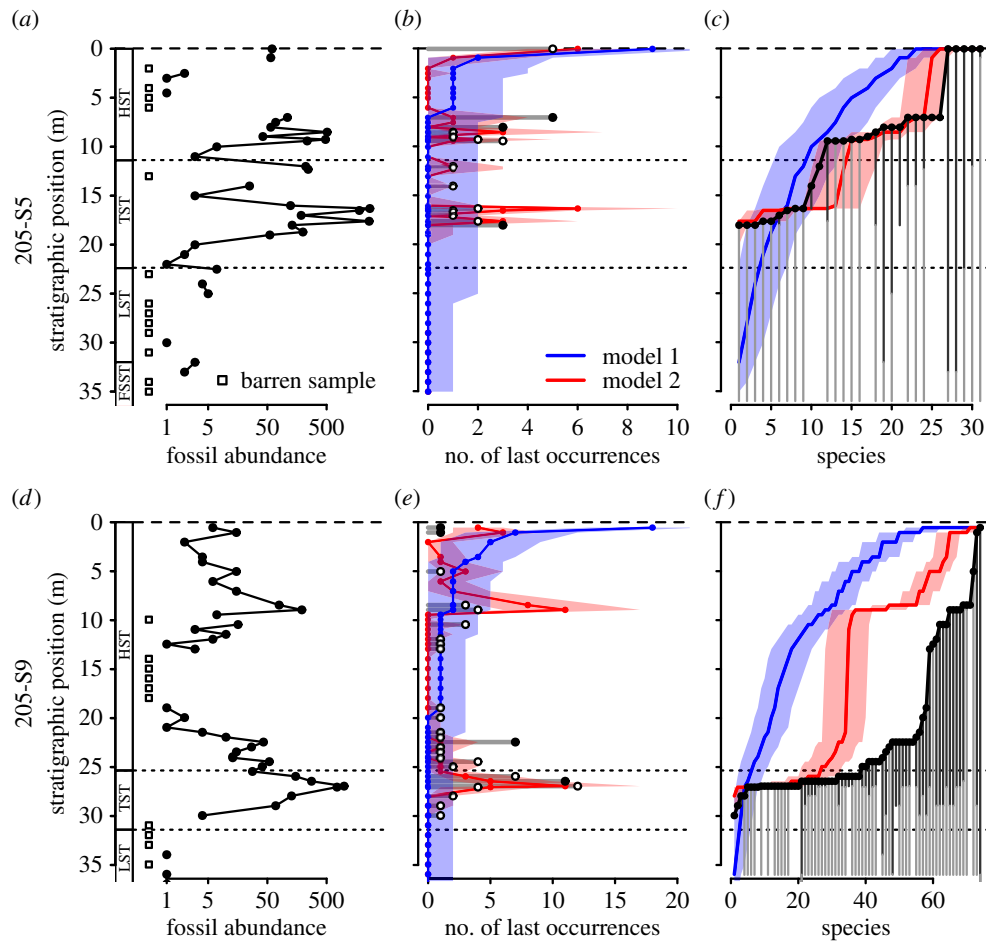 (a) (b) (c)
205-S5
stratigraphic position (m)
0
5
10
15
20
25
30
35
HST
TST
LST
FSST
barren sample
1 5 50 500
fossil abundance
model 1
model 2
0 2 4 6 8 10
no. of last occurrences
0 5 10 15 20 25 30
species
(d) (e) (f)
205-S9
stratigraphic position (m)
0
5
10
15
20
25
30
35
HST
TST
LST
1 5 50 500
fossil abundance
0 5 10 15 20
no. of last occurrences
0 20 40 60
species